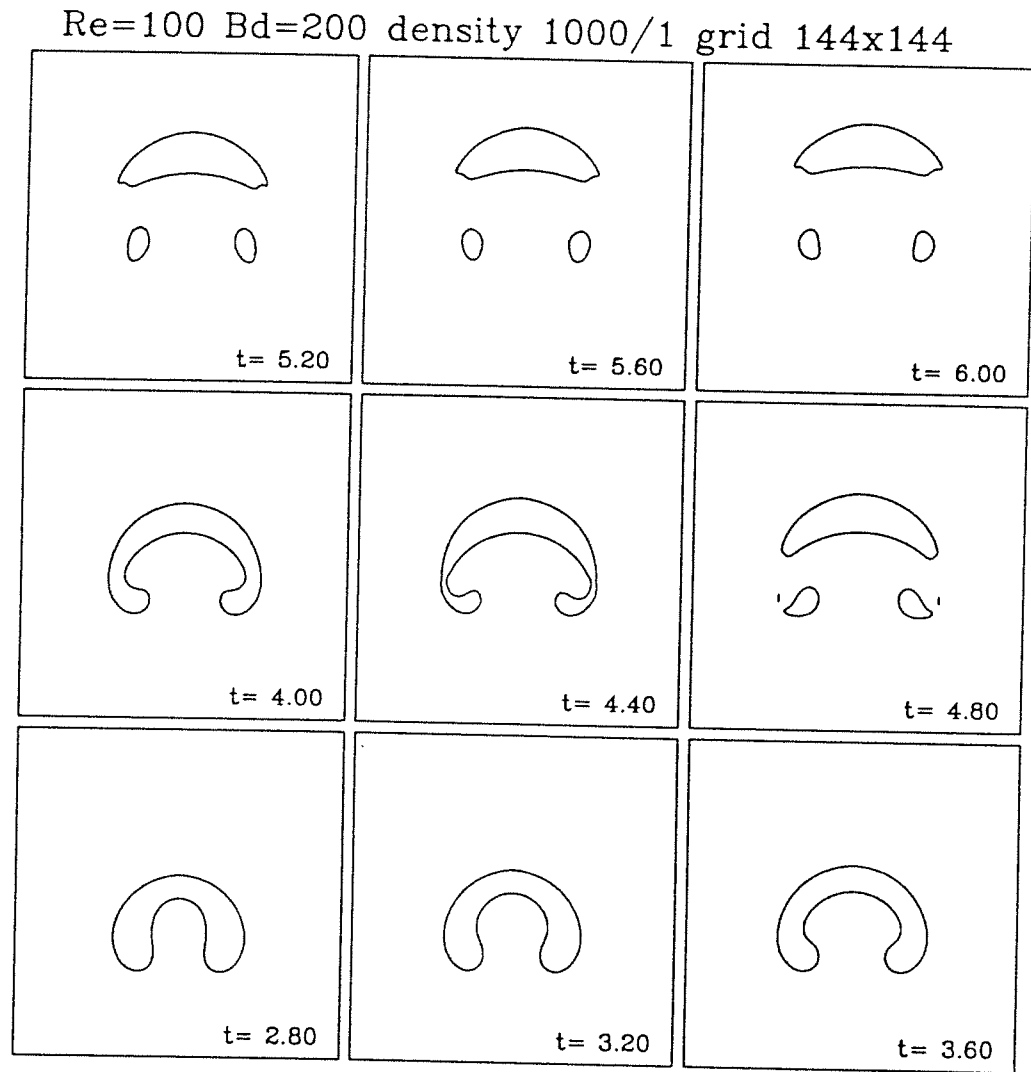 Re=100 Bd=200 density 1000/1 grid 144x144
t= 5.20
t= 5.60
t= 6.00
t= 4.00
t= 4.40
t= 4.80
t= 2.80
t= 3.20
t= 3.60